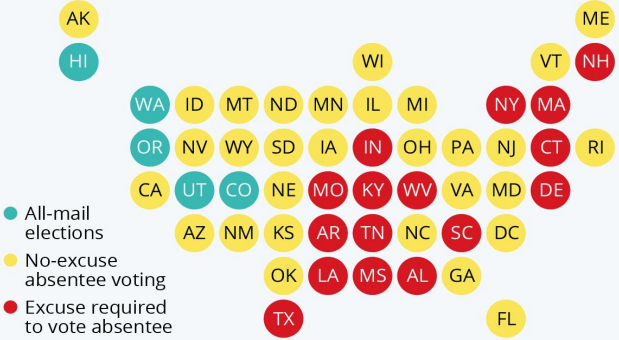 AK ME
HI WI VT NH
WA ID MT ND MN IL MI NY MA
OR NV WY SD IA IN OH PA NJ CT RI
CA UT CO NE MO KY WV VA MD DE
AZ NM KS AR TN NC SC DC
OK LA MS AL GA
TX FL
All-mail
elections
No-excuse
absentee voting
Excuse required
to vote absentee